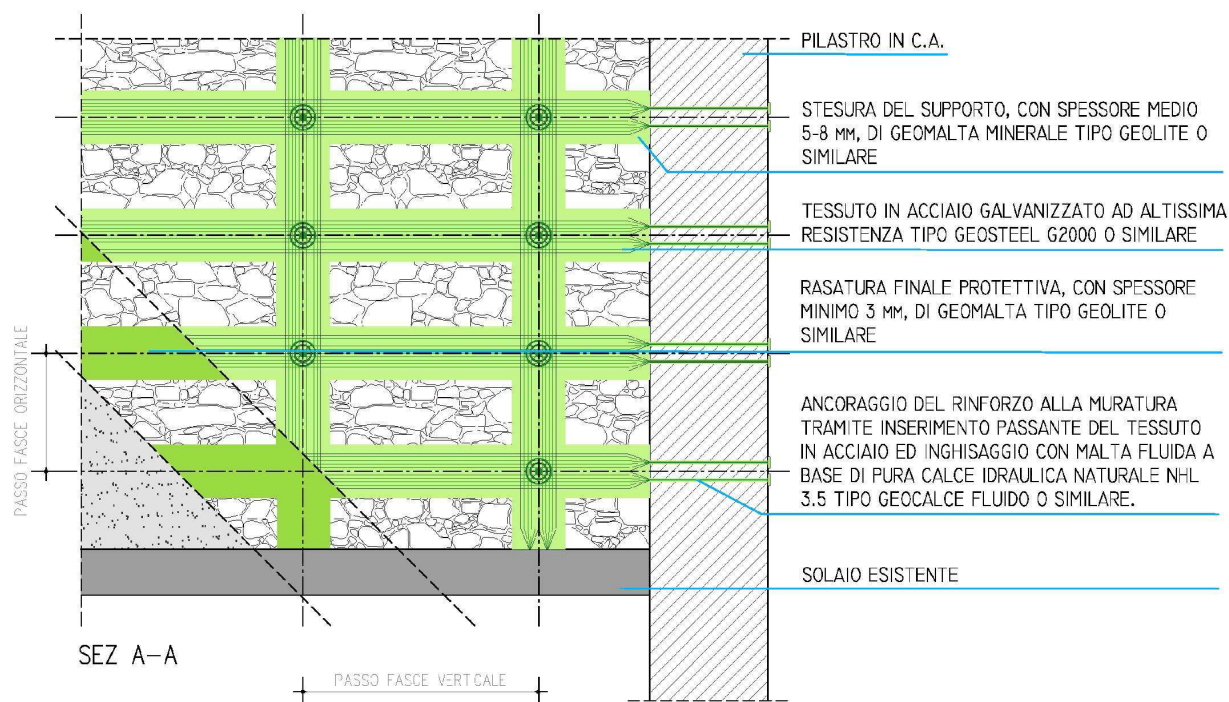 PILASTRO IN C.A.
STESURA DEL SUPPORTO, CON SPESSORE MEDIO
5-8 MM, DI GEOMALTA MINERALE TIPO GEOLITE O
SIMILARE
TESSUTO IN ACCIAIO GALVANIZZATO AD ALTISSIMA
RESISTENZA TIPO GEOSTEEL G2000 O SIMILARE
RASATURA FINALE PROTETTIVA, CON SPESSORE
MINIMO 3 MM, DI GEOMALTA TIPO GEOLITE O
SIMILARE
ANCORAGGIO DEL RINFORZO ALLA MURATURA
TRAMITE INSERIMENTO PASSANTE DEL TESSUTO
IN ACCIAIO ED INGHISAGGIO CON MALTA FLUIDA A
BASE DI PURA CALCE IDRAULICA NATURALE NHL
3.5 TIPO GEOCALCE FLUIDO O SIMILARE.
SOLAIO ESISTENTE
PASSO FASCE ORIZZONTALE
SEZ A-A
PASSO FASCE VERTICALE